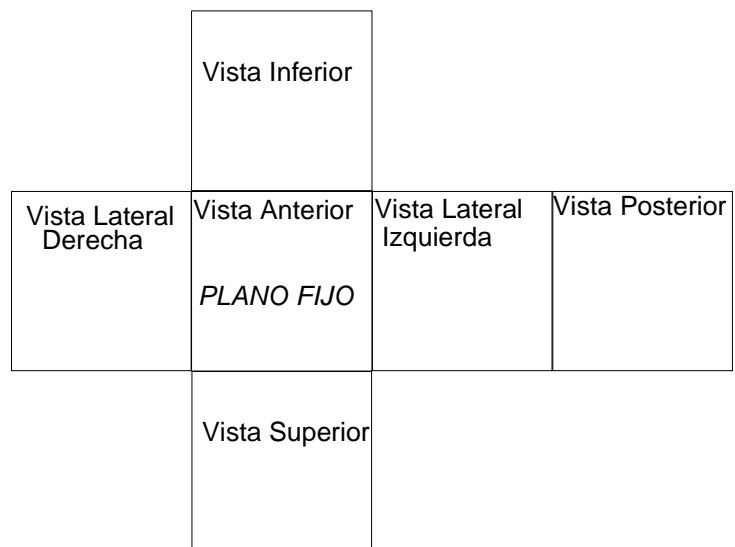 Vista Inferior
Vista Lateral
Derecha
Vista Anterior
PLANO FIJO
Vista Lateral
Izquierda
Vista Posterior
Vista Superior